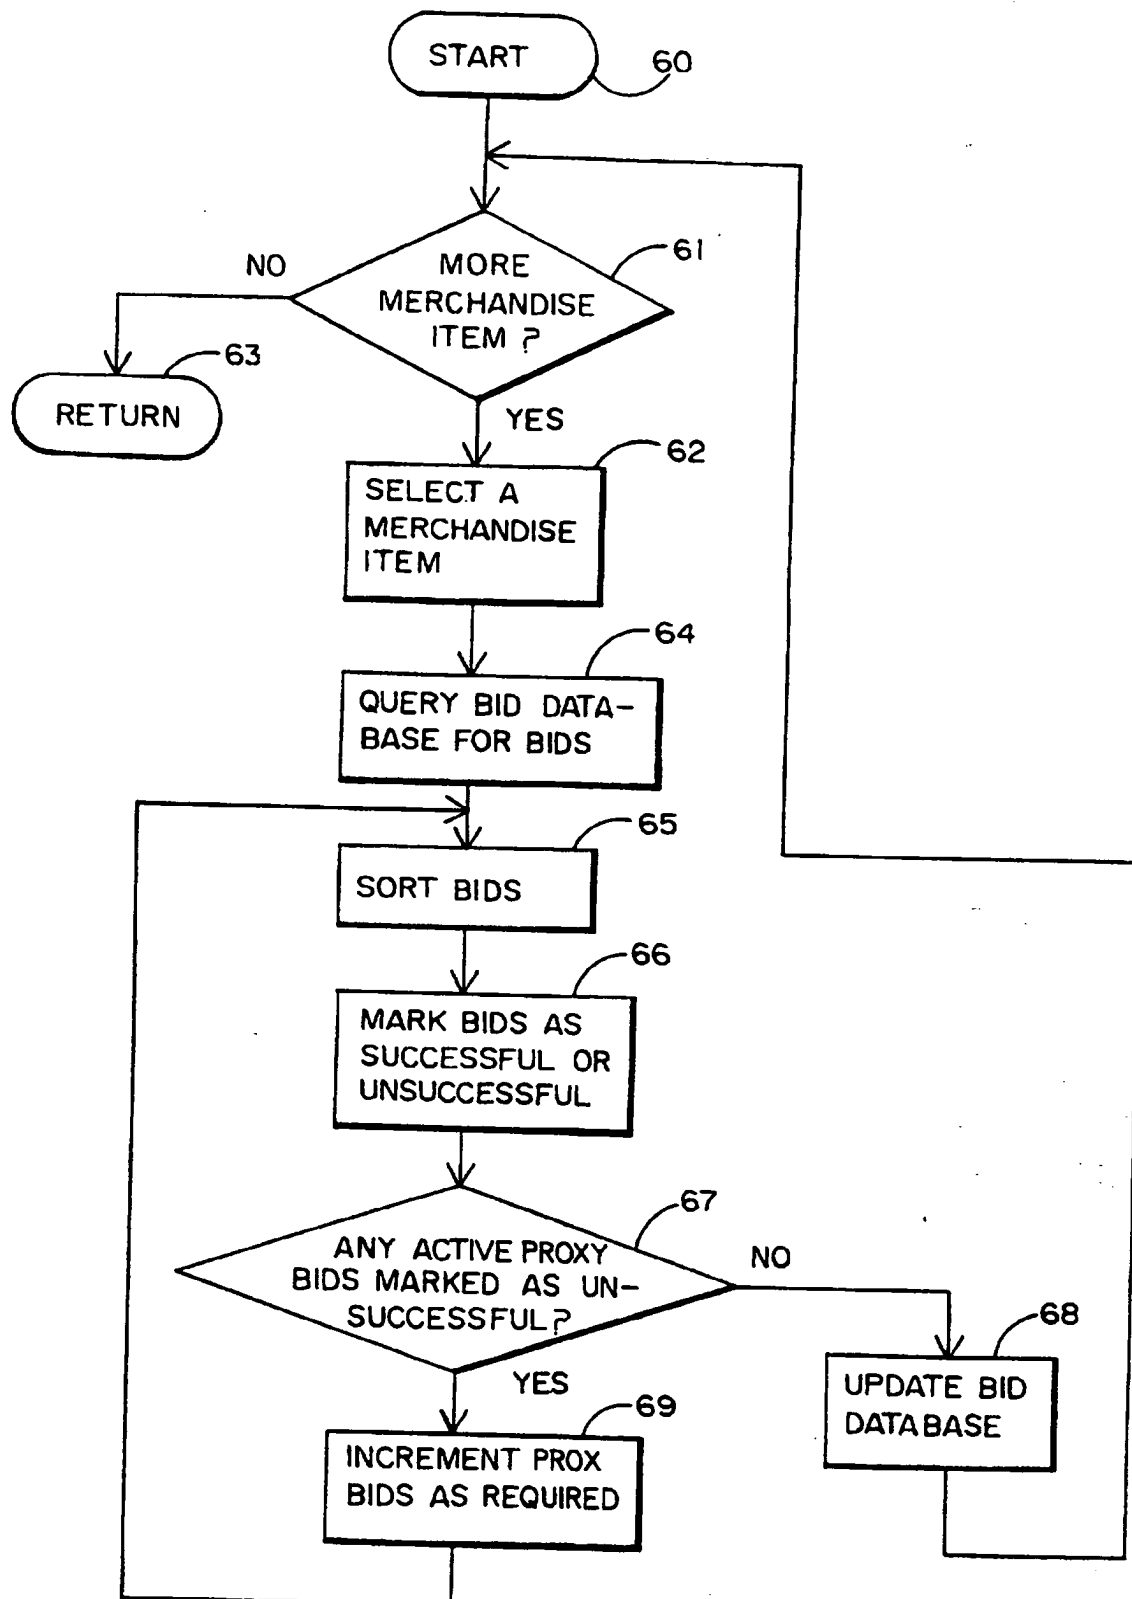 START
60
61
NO
MORE
MERCHANDISE
ITEM ?
63
RETURN
YES
62
SELECT A
MERCHANDISE
ITEM
64
QUERY BID DATA-
BASE FOR BIDS
65
SORT BIDS
66
MARK BIDS AS
SUCCESSFUL OR
UNSUCCESSFUL
67
ANY ACTIVE PROXY
BIDS MARKED AS UN-
SUCCESSFUL?
NO
68
UPDATE BID
DATABASE
YES
69
INCREMENT PROX
BIDS AS REQUIRED